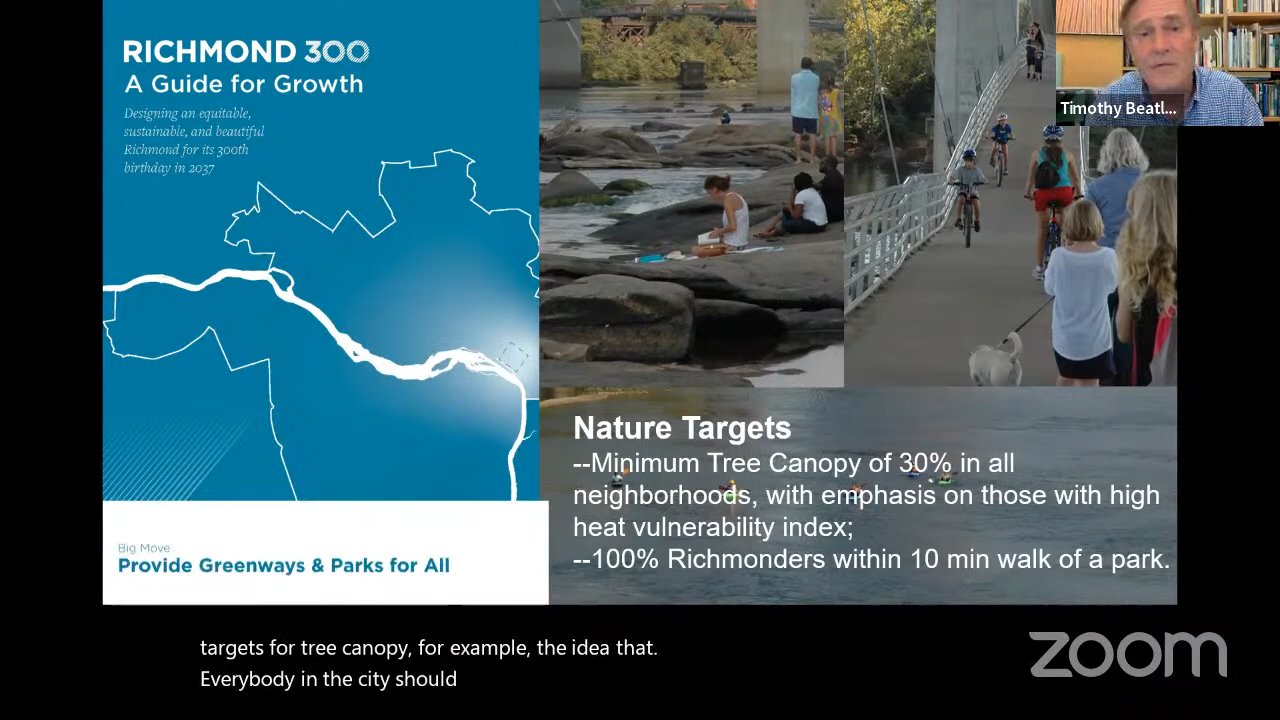 RICHMOND 300
A Guide for Growth
Designing an equitable,
sustainable, and beautiful
Richmond for its 300th
birthday in 2037
Timothy Beatl...
Nature Targets
--Minimum Tree Canopy of 30% in all
neighborhoods, with emphasis on those with high
heat vulnerability index;
--100% Richmonders within 10 min walk of a park.
Big Move
Provide Greenways & Parks for All
targets for tree canopy, for example, the idea that.
Everybody in the city should
zoom